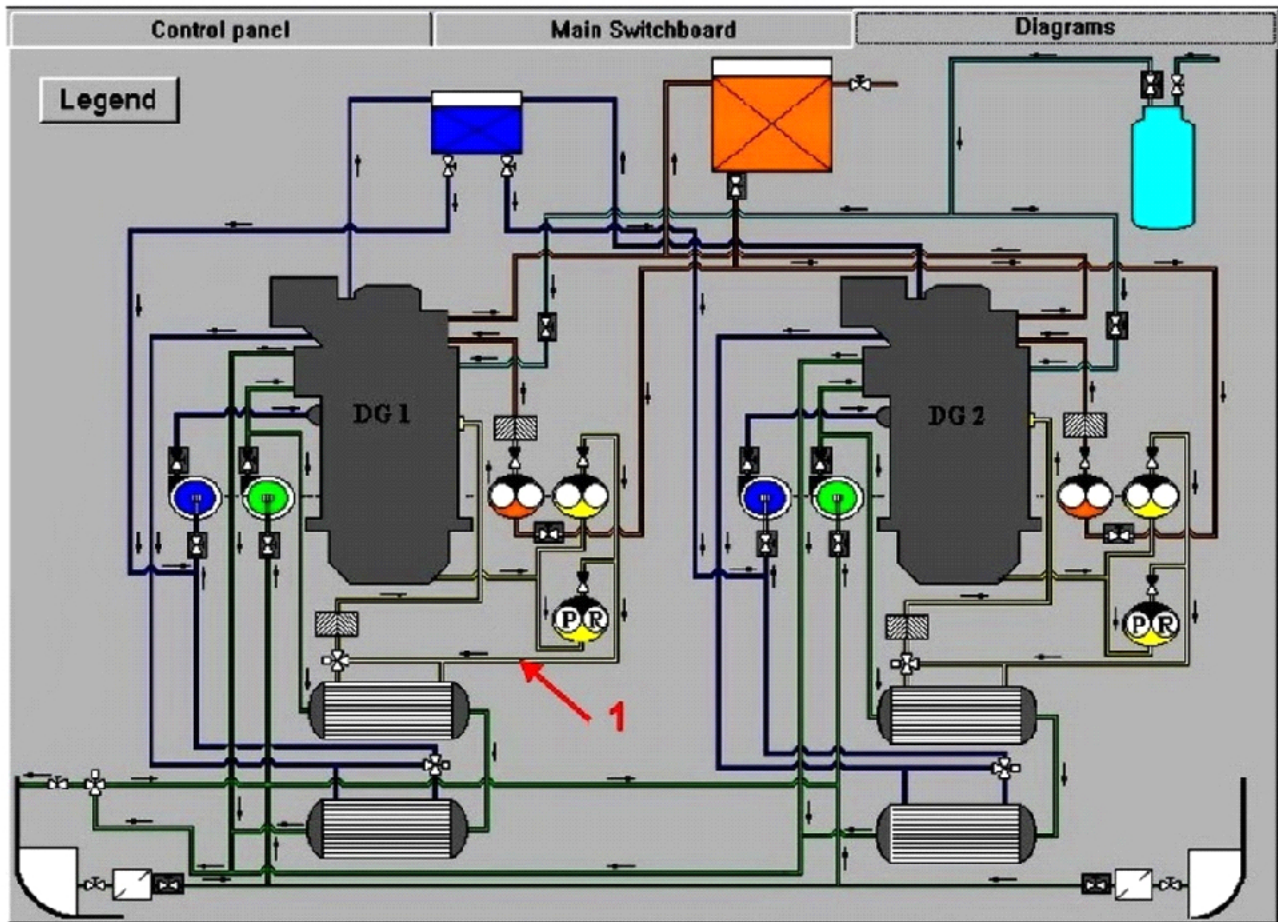 Control panel
Main Switchboard
Diagrams
Legend
DG 1
DG 2
P R
P R
1